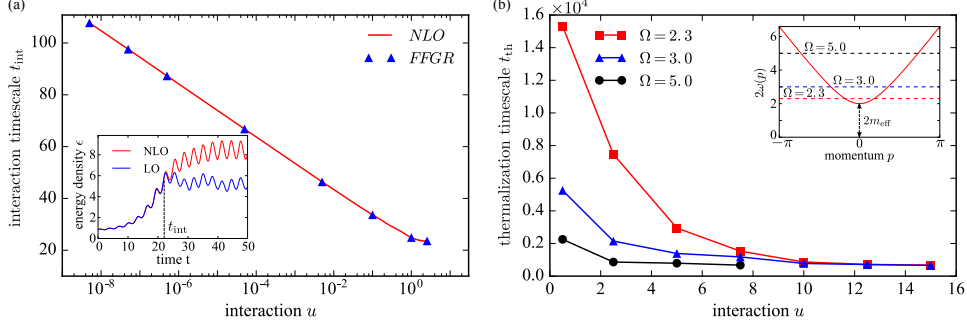 (a)
interaction timescale t_int
100
80
60
40
20
NLO
FFGR
energy density ϵ
8
6
4
2
0
NLO
LO
t_int
0 10 20 30 40 50
time t
10^−8 10^−6 10^−4 10^−2 10^0
interaction u
(b)
×10^4
thermalization timescale t_th
1.6
1.4
1.2
1.0
0.8
0.6
0.4
0.2
0.0
Ω = 2.3
Ω = 3.0
Ω = 5.0
2ω(p)
6
4
2
0
Ω = 5.0
Ω = 3.0
Ω = 2.3
2m_eff
−π 0 π
momentum p
0 2 4 6 8 10 12 14 16
interaction u